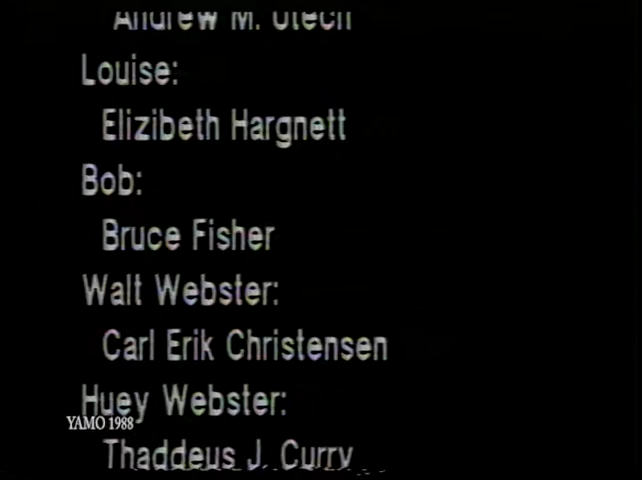 Andrew M. Utech
Louise:
Elizibeth Hargnett
Bob:
Bruce Fisher
Walt Webster:
Carl Erik Christensen
Huey Webster:
YAMO 1988
Thaddeus J. Curry